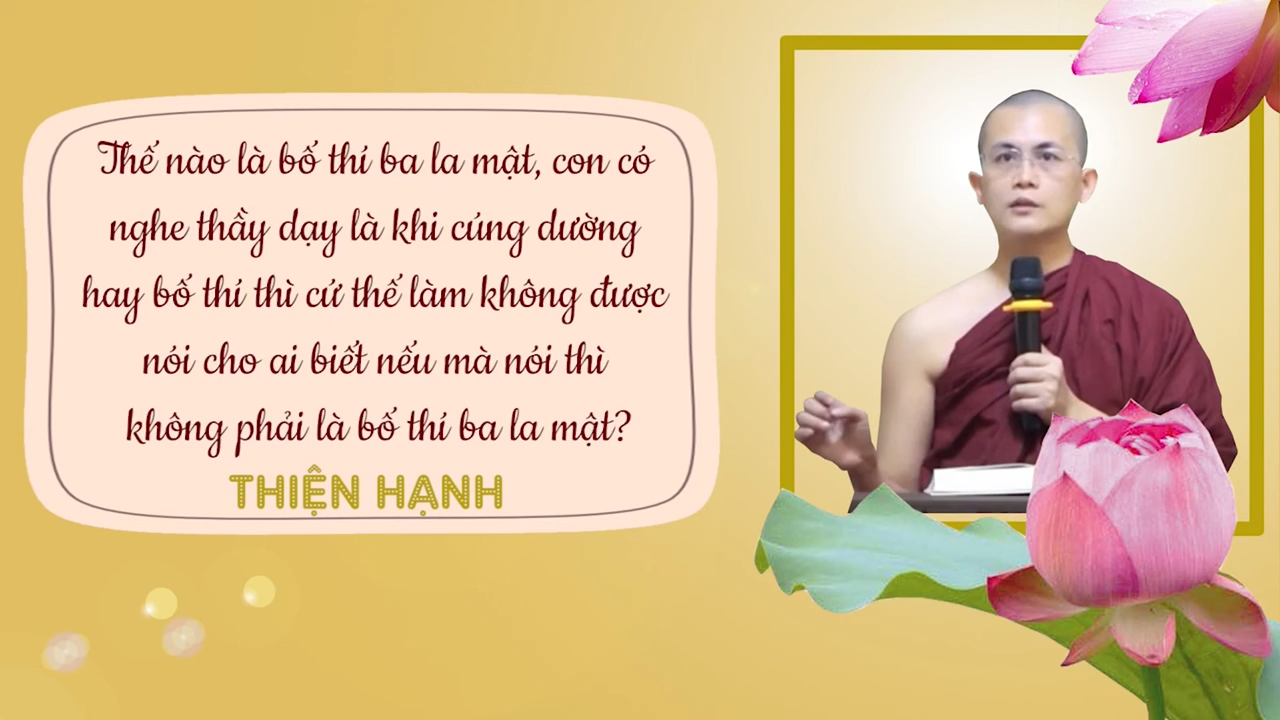 Thế nào là bố thí ba la mật, con có
nghe thầy dạy là khi cúng dường
hay bố thí thì cứ thế làm không được
nói cho ai biết nếu mà nói thì
không phải là bố thí ba la mật?
THIỆN HẠNH